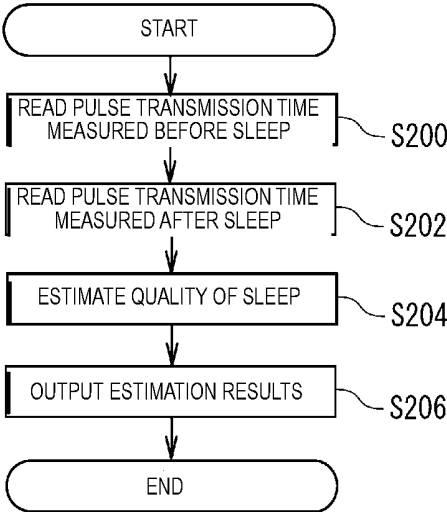 START
READ PULSE TRANSMISSION TIME
MEASURED BEFORE SLEEP
S200
READ PULSE TRANSMISSION TIME
MEASURED AFTER SLEEP
S202
ESTIMATE QUALITY OF SLEEP
S204
OUTPUT ESTIMATION RESULTS
S206
END